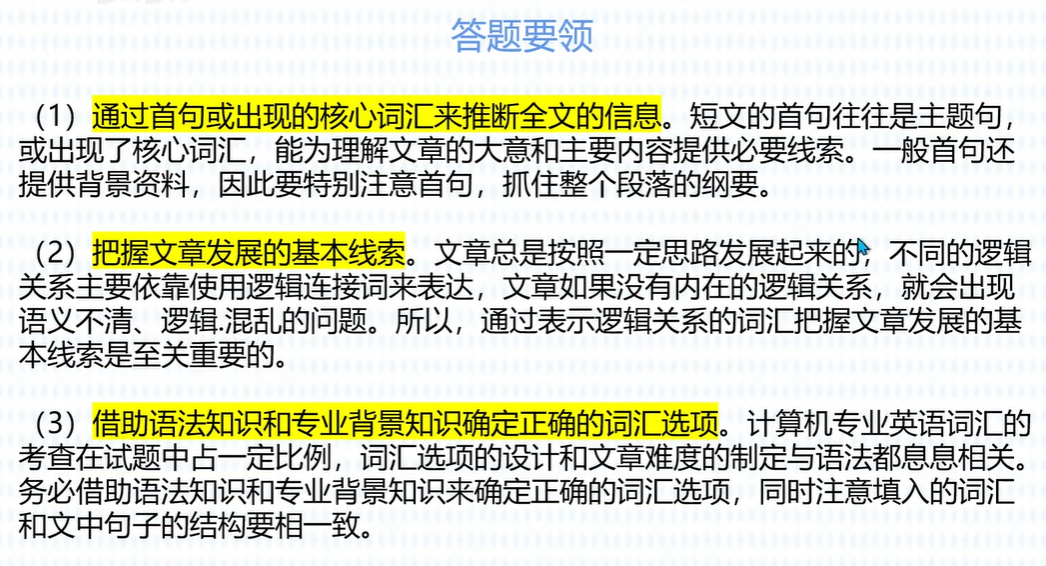 答题要领
（1）通过首句或出现的核心词汇来推断全文的信息。短文的首句往往是主题句，
或出现了核心词汇，能为理解文章的大意和主要内容提供必要线索。一般首句还
提供背景资料，因此要特别注意首句，抓住整个段落的纲要。
（2）把握文章发展的基本线索。文章总是按照一定思路发展起来的，不同的逻辑
关系主要依靠使用逻辑连接词来表达，文章如果没有内在的逻辑关系，就会出现
语义不清、逻辑.混乱的问题。所以，通过表示逻辑关系的词汇把握文章发展的基
本线索是至关重要的。
（3）借助语法知识和专业背景知识确定正确的词汇选项。计算机专业英语词汇的
考查在试题中占一定比例，词汇选项的设计和文章难度的制定与语法都息息相关。
务必借助语法知识和专业背景知识来确定正确的词汇选项，同时注意填入的词汇
和文中句子的结构要相一致。